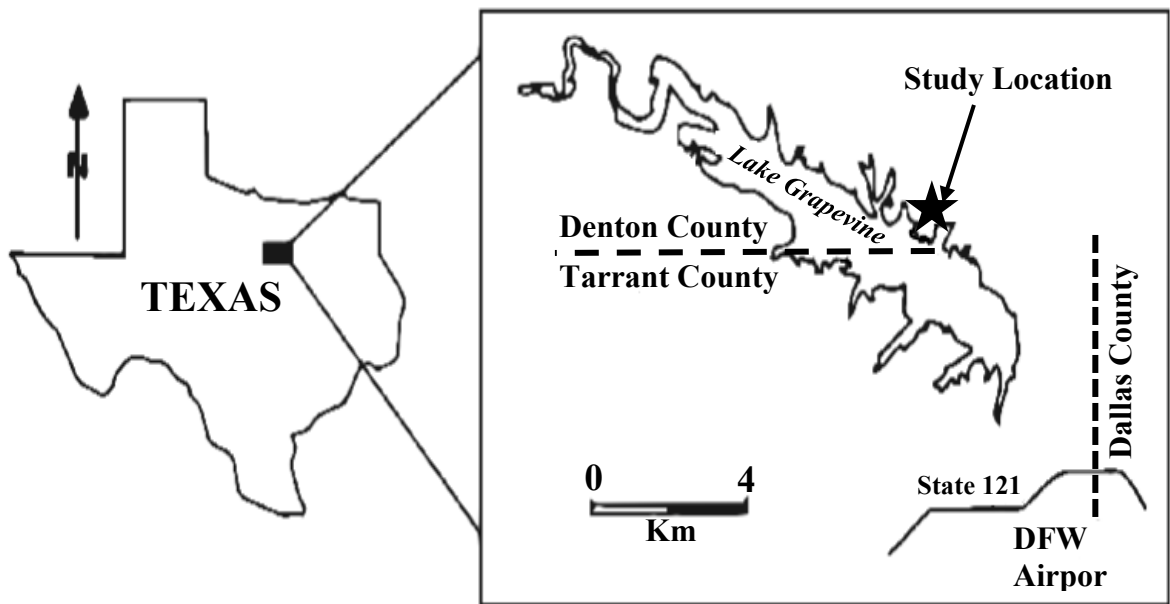 N
TEXAS
Study Location
Lake Grapevine
Denton County
Tarrant County
Dallas County
0 4
Km
State 121
DFW
Airpor